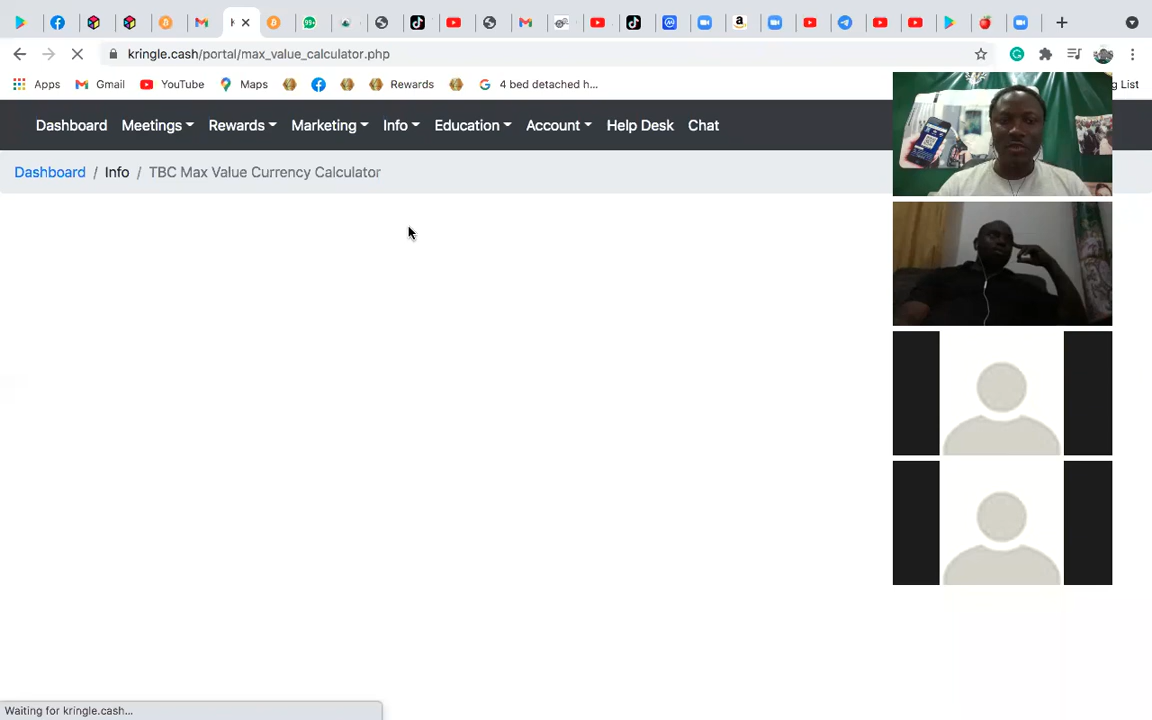 kringle.cash/portal/max_value_calculator.php
Apps Gmail YouTube Maps Rewards 4 bed detached h... g List
Dashboard Meetings Rewards Marketing Info Education Account Help Desk Chat
Dashboard / Info / TBC Max Value Currency Calculator
Waiting for kringle.cash...